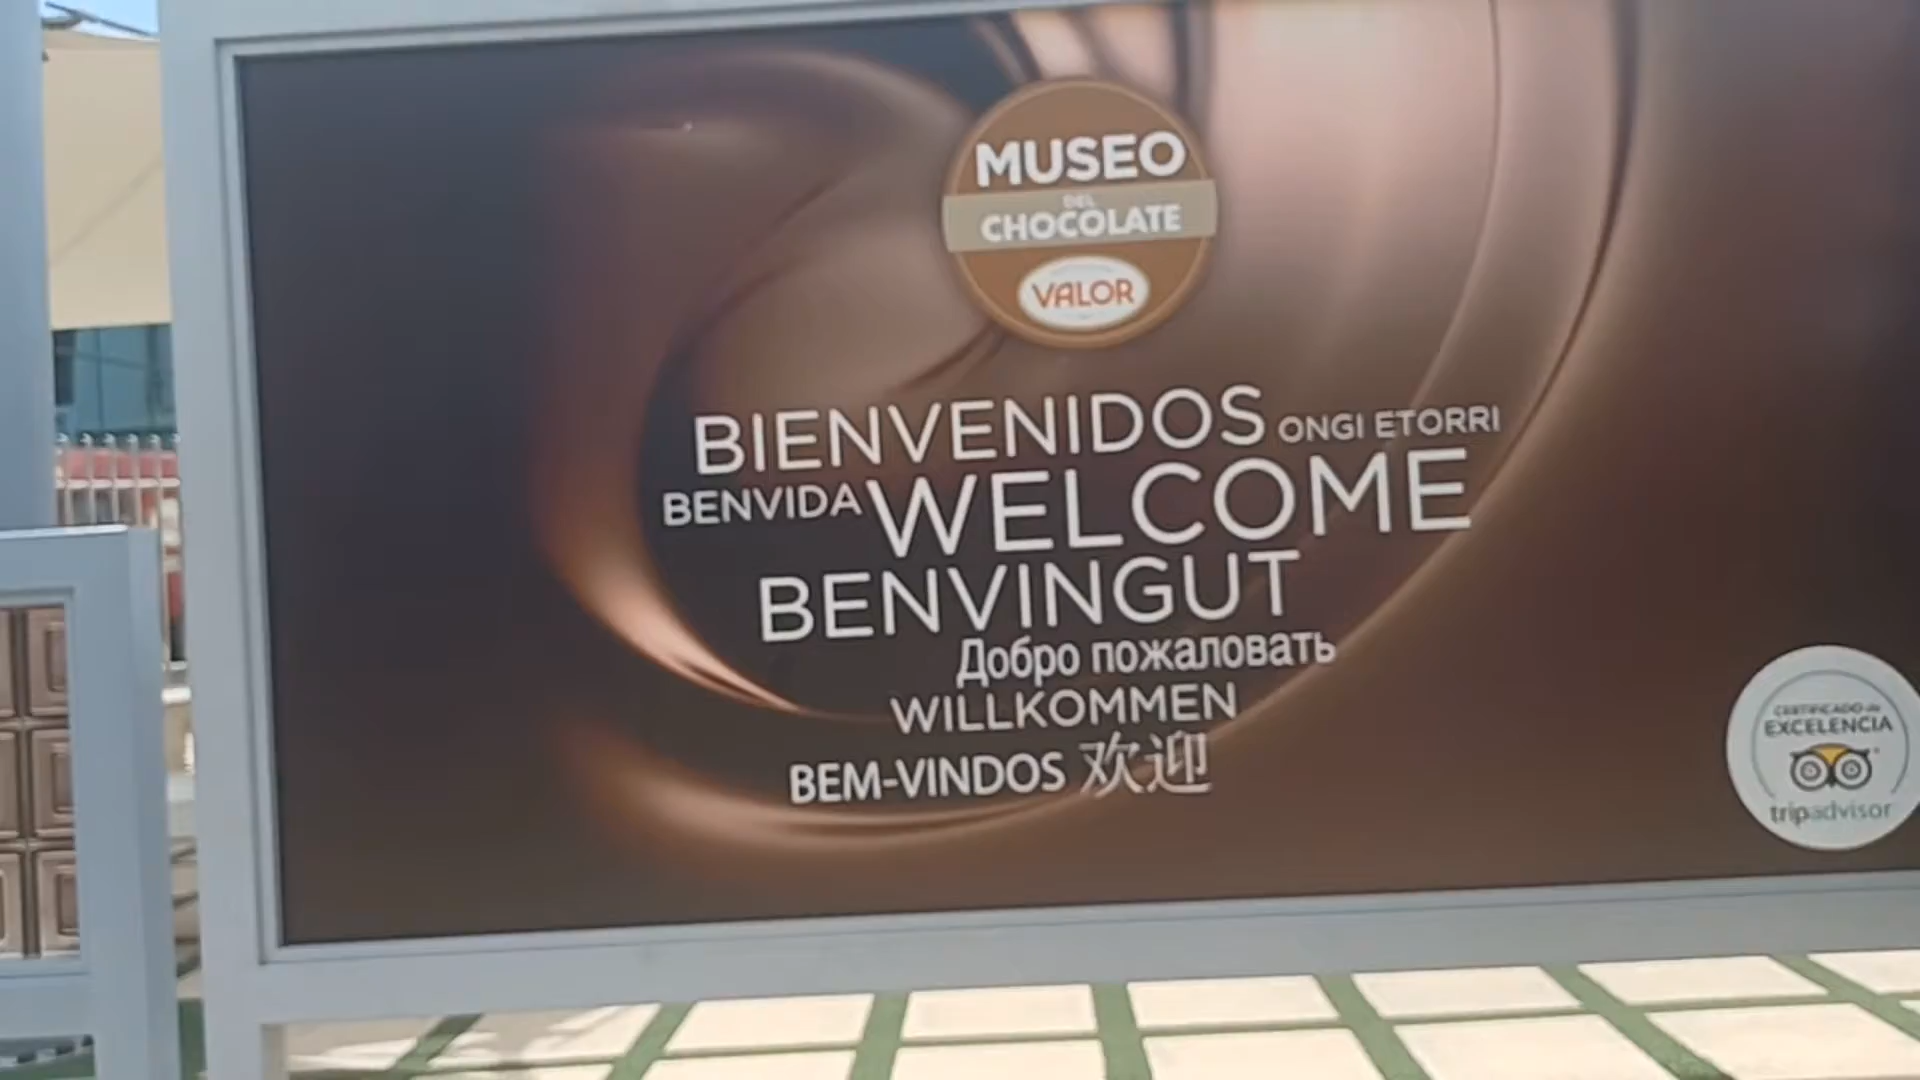 MUSEO
DEL
CHOCOLATE
VALOR
BIENVENIDOS ONGI ETORRI
BENVIDA WELCOME
BENVINGUT
Добро пожаловать
WILLKOMMEN
BEM-VINDOS 欢迎
CERTIFICADO de
EXCELENCIA
tripadvisor